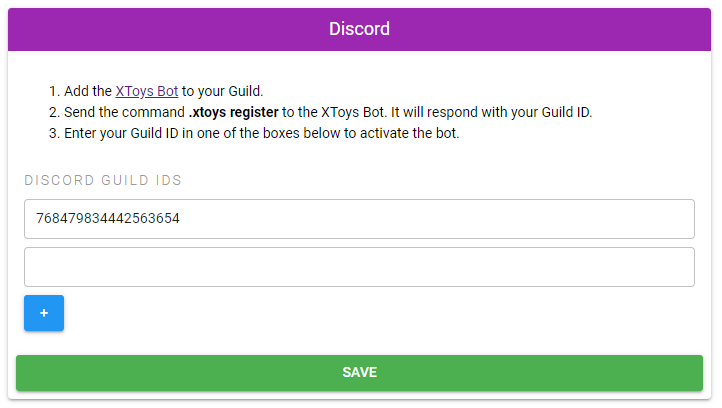 Discord
1. Add the XToys Bot to your Guild.
2. Send the command .xtoys register to the XToys Bot. It will respond with your Guild ID.
3. Enter your Guild ID in one of the boxes below to activate the bot.
DISCORD GUILD IDS
768479834442563654
+
SAVE